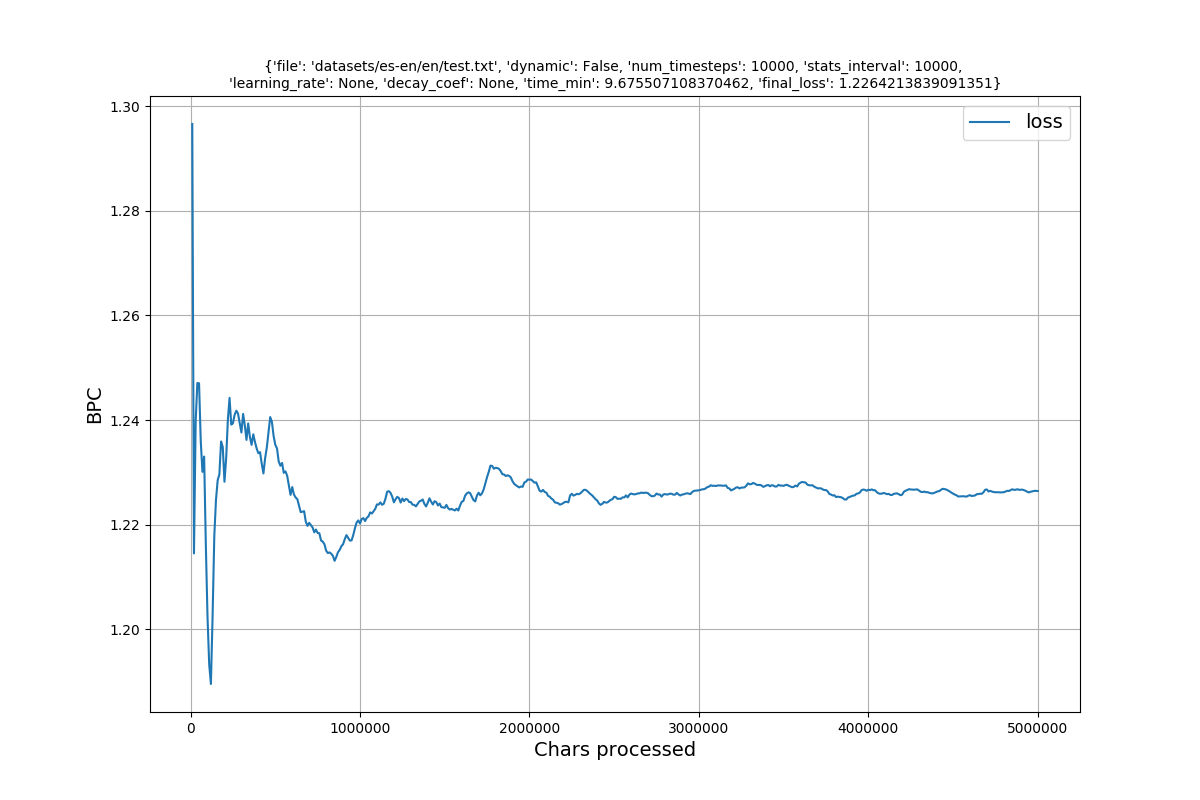 {'file': 'datasets/es-en/en/test.txt', 'dynamic': False, 'num_timesteps': 10000, 'stats_interval': 10000,
'learning_rate': None, 'decay_coef': None, 'time_min': 9.675507108370462, 'final_loss': 1.2264213839091351}
loss
1.30
1.28
1.26
1.24
1.22
1.20
BPC
0 1000000 2000000 3000000 4000000 5000000
Chars processed